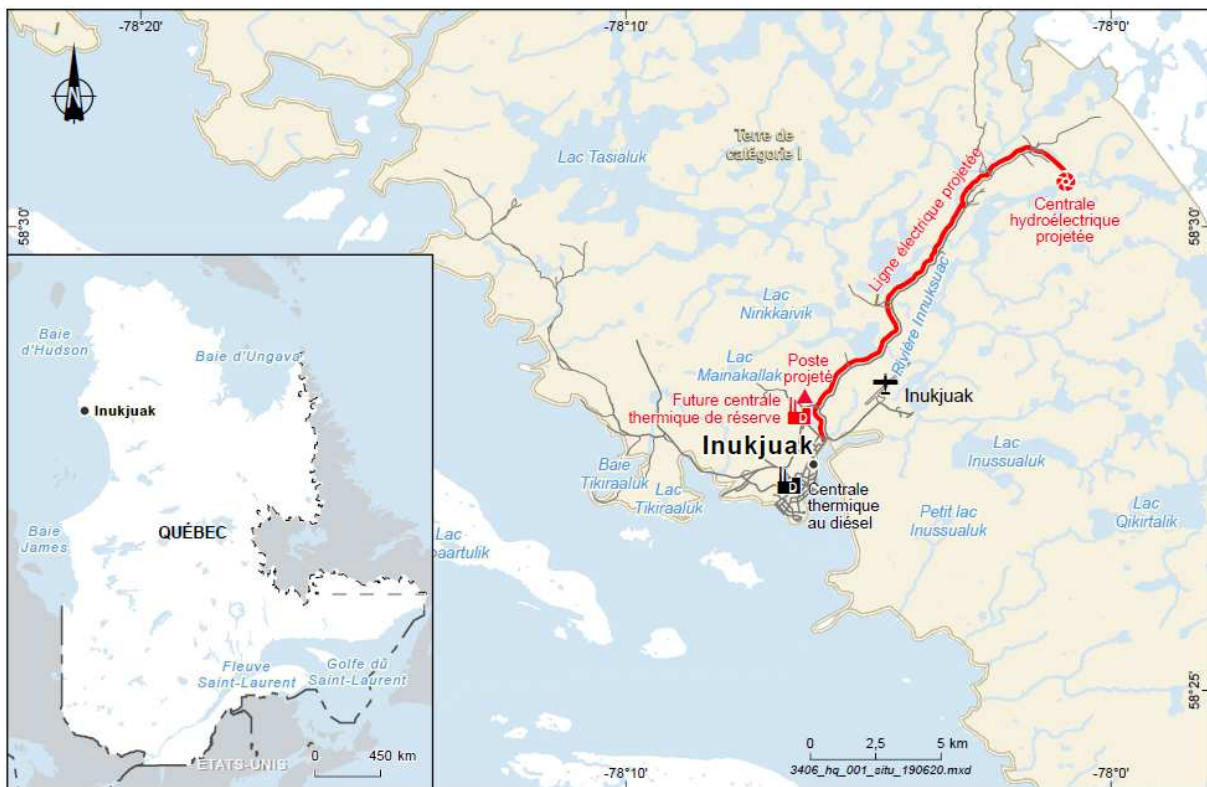 -78°20'
-78°10'
-78°0'
N
Terre de
catégorie I
Lac Tasialuk
58°30'
58°30'
Centrale
hydroélectrique
projetée
Ligne électrique projetée
Rivière Innuksuac
Lac
Nirikkaivik
Lac
Mainakallak
Poste
projeté
Future centrale
thermique de réserve
D
Inukjuak
Inukjuak
D
Centrale
thermique
au diésel
Baie
Tikiraaluk
Lac
Tikiraaluk
Lac
Inussualuk
Petit lac
Inussualuk
Lac
Qikirtalik
Lac
paartulik
Baie
d'Hudson
Baie d'Ungava
Inukjuak
QUÉBEC
Baie
James
Fleuve
Saint-Laurent
Golfe du
Saint-Laurent
ÉTATS-UNIS
0 450 km
58°25'
0 2,5 5 km
3406_hq_001_situ_190620.mxd
-78°10'
-78°0'